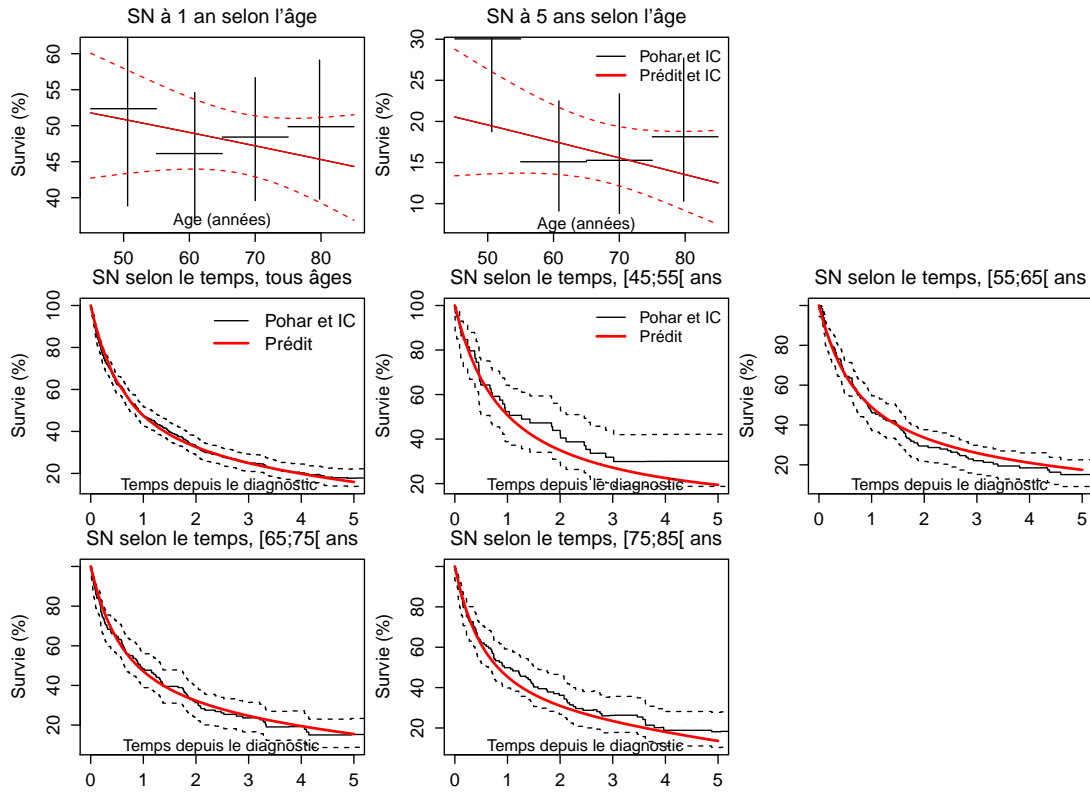 SN à 1 an selon l'âge
Survie (%)
60
55
50
45
40
Age (années)
50 60 70 80
SN à 5 ans selon l'âge
Survie (%)
30
25
20
15
10
Pohar et IC
Prédit et IC
50 60 70 80
SN selon le temps, tous âges
Survie (%)
100
80
60
40
20
Pohar et IC
Prédit
Temps depuis le diagnostic
0 1 2 3 4 5
SN selon le temps, [45;55[ ans
Survie (%)
100
80
60
40
20
Pohar et IC
Prédit
Temps depuis le diagnostic
0 1 2 3 4 5
SN selon le temps, [55;65[ ans
Survie (%)
80
60
40
20
Temps depuis le diagnostic
0 1 2 3 4 5
SN selon le temps, [65;75[ ans
Survie (%)
80
60
40
20
Temps depuis le diagnostic
0 1 2 3 4 5
SN selon le temps, [75;85[ ans
Survie (%)
80
60
40
20
Temps depuis le diagnostic
0 1 2 3 4 5